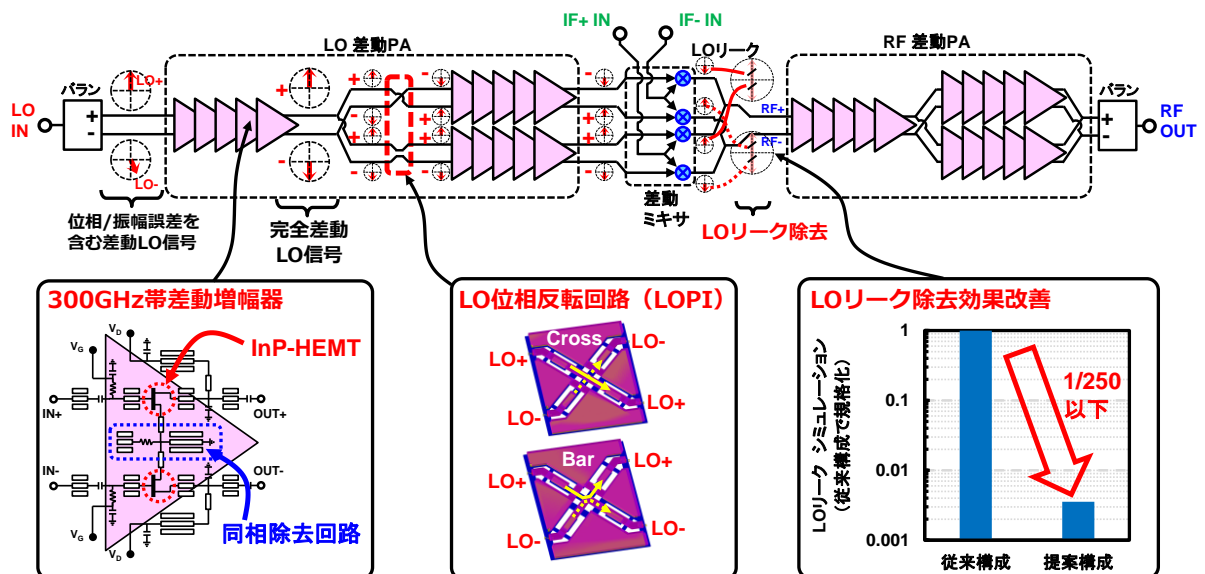 IF+ IN
IF- IN
LO 差動PA
LOリーク
RF 差動PA
バラン
LO
IN
+
-
LO+
LO-
+
-
+
-
+
-
-
+
+
-
-
+
+
-
RF+
RF-
バラン
+
-
RF
OUT
位相/振幅誤差を
含む差動LO信号
完全差動
LO信号
差動
ミキサ
LOリーク除去
300GHz帯差動増幅器
VD
VG
InP-HEMT
IN+
OUT+
IN-
OUT-
VG
VD
同相除去回路
LO位相反転回路（LOPI）
Cross
LO-
LO+
LO-
LO+
Bar
LO+
LO+
LO-
LO-
LOリーク除去効果改善
LOリーク シミュレーション
（従来構成で規格化）
1
0.1
0.01
0.001
1/250
以下
従来構成
提案構成